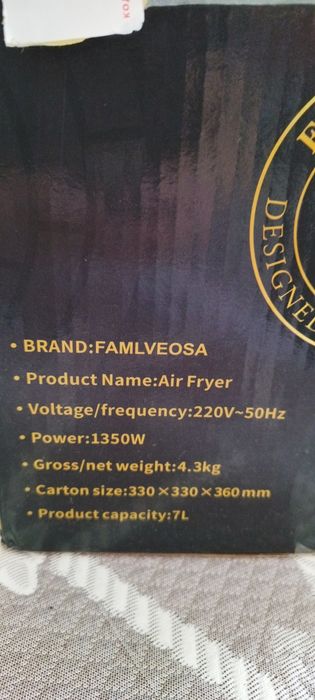 DESIGNED
• BRAND:FAMLVEOSA
• Product Name:Air Fryer
• Voltage/frequency:220V~50Hz
• Power:1350W
• Gross/net weight:4.3kg
• Carton size:330×330×360mm
• Product capacity:7L